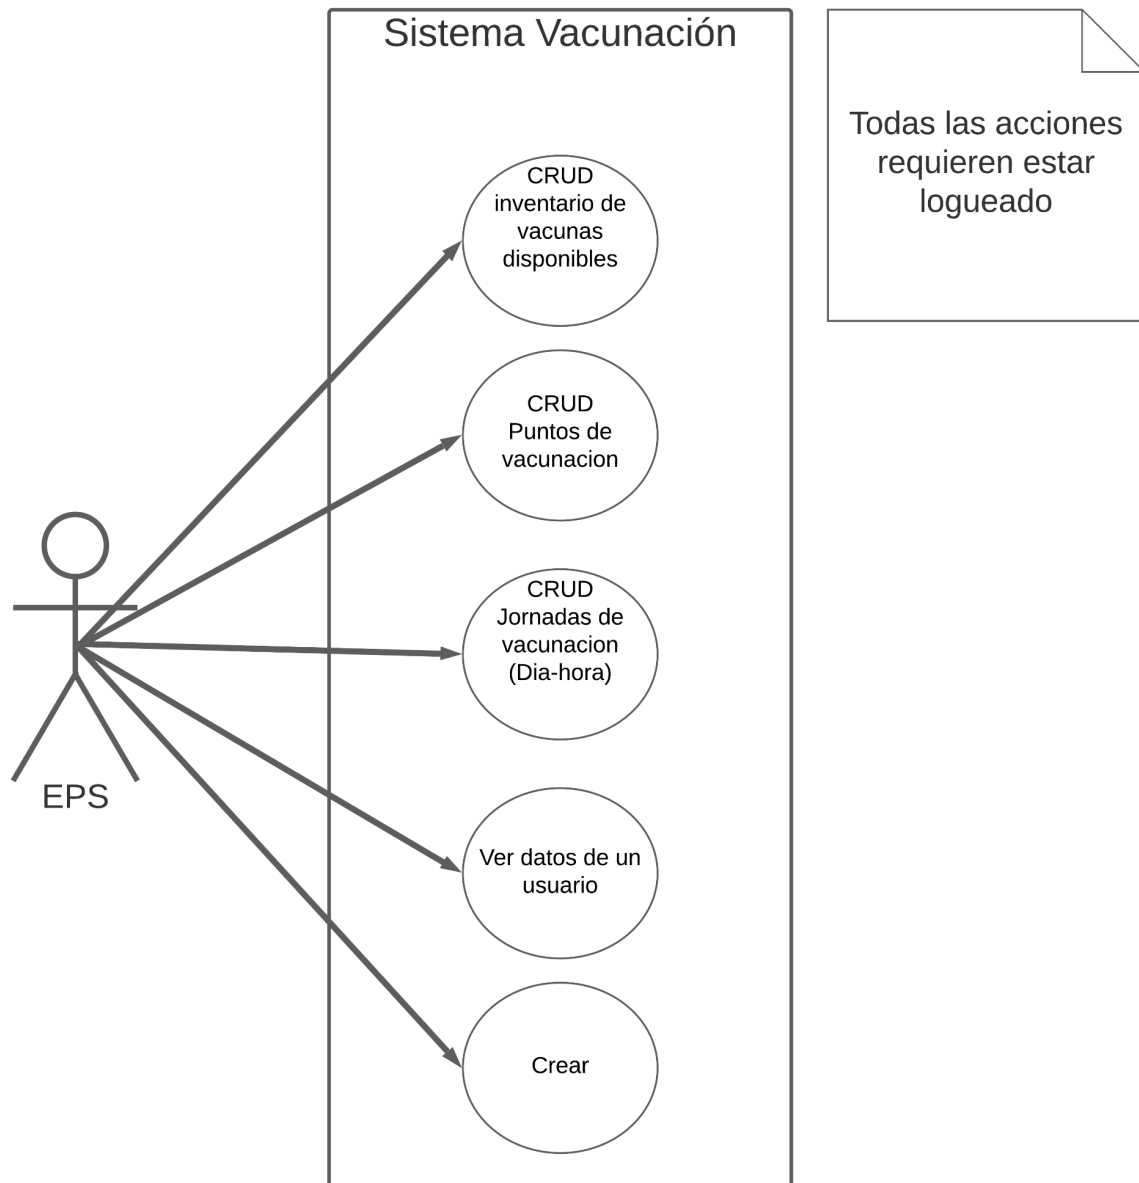 Sistema Vacunación
Todas las acciones
requieren estar
logueado
CRUD
inventario de
vacunas
disponibles
CRUD
Puntos de
vacunacion
CRUD
Jornadas de
vacunacion
(Dia-hora)
EPS
Ver datos de un
usuario
Crear